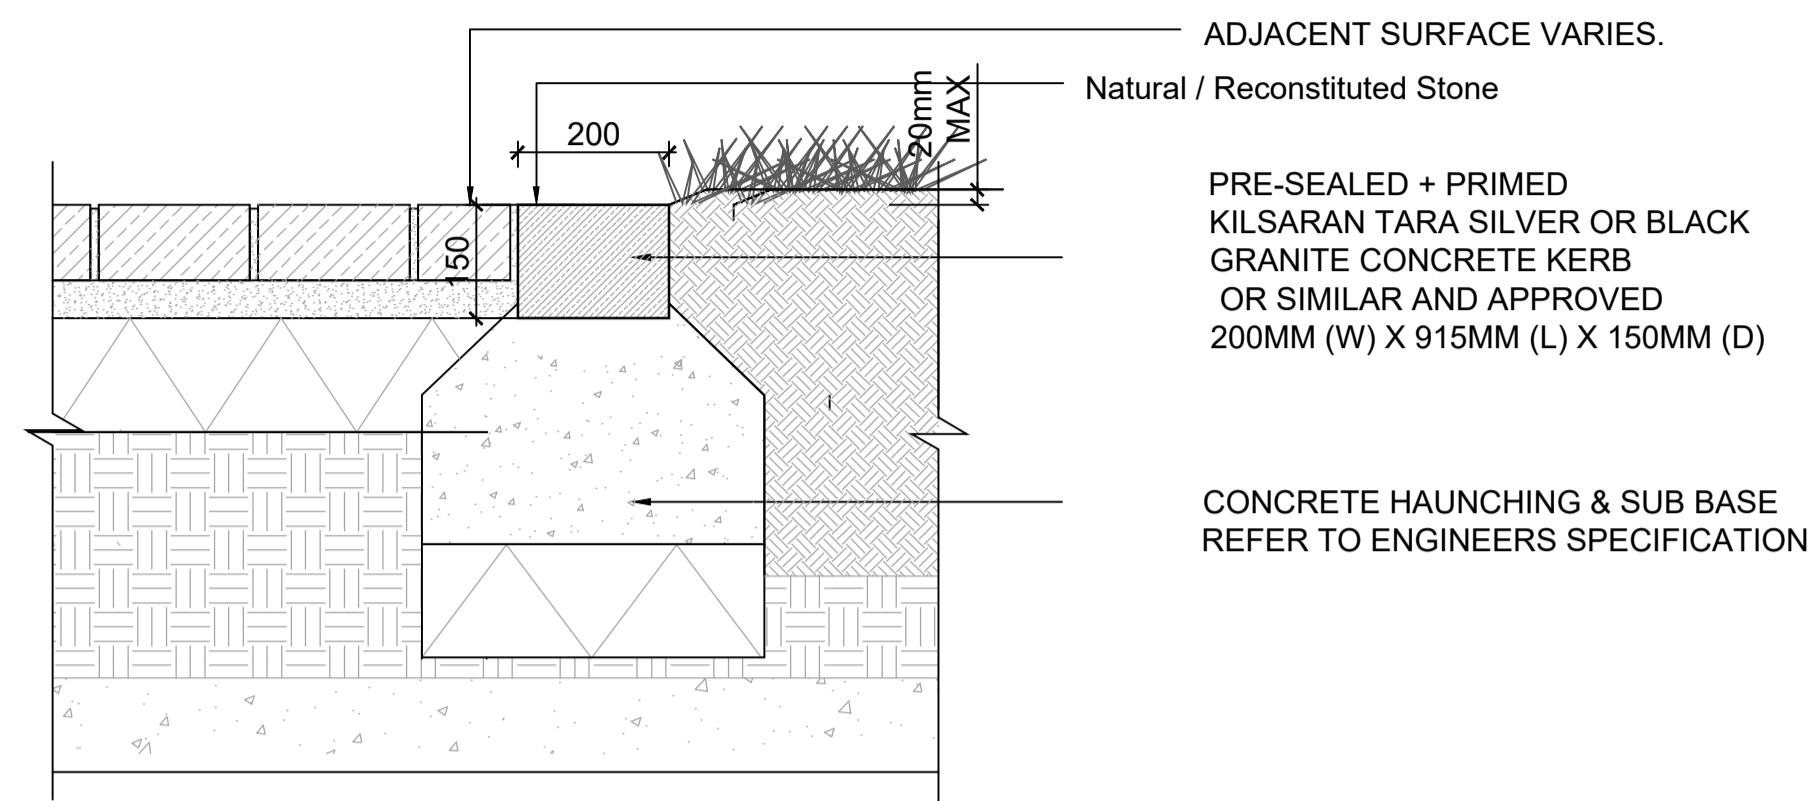 ADJACENT SURFACE VARIES.
Natural / Reconstituted Stone
20mm
MAX
200
150
PRE-SEALED + PRIMED
KILSARAN TARA SILVER OR BLACK
GRANITE CONCRETE KERB
OR SIMILAR AND APPROVED
200MM (W) X 915MM (L) X 150MM (D)
CONCRETE HAUNCHING & SUB BASE
REFER TO ENGINEERS SPECIFICATION